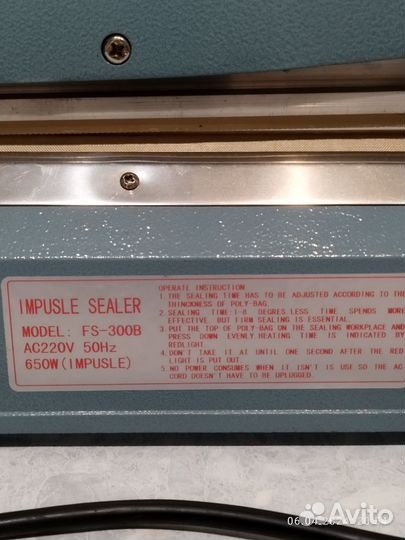 IMPUSLE SEALER
MODEL: FS-300B
AC220V 50Hz
650W(IMPUSLE)
OPERATE INSTRUCTION
1. THE SEALING TIME HAS TO BE ADJUSTED ACCORDING TO THE
THINCKNESS OF POLY-BAG.
2. SEALING TIME 1-8 DEGRES LESS TIME SPENDS MORE
EFFECTIVE. BUT FIRM SEALING IS ESSENTIAL.
3. PUT THE TOP OF POLY-BAG ON THE SEALING WORKPLACE AND
PRESS DOWN EVENLY. HEATING TIME IS INDICATED BY
REDLIGHT.
4. DON'T TAKE IT AT UNTIL ONE SECOND AFTER THE RED
LIGHT IS PUT OUT.
5. NO POWER CONSUMES WHEN IT ISN'T IS USE SO THE AC
CORD DOESN'T HAVE TO BE UPLUGGED.
06.04.202
Avito